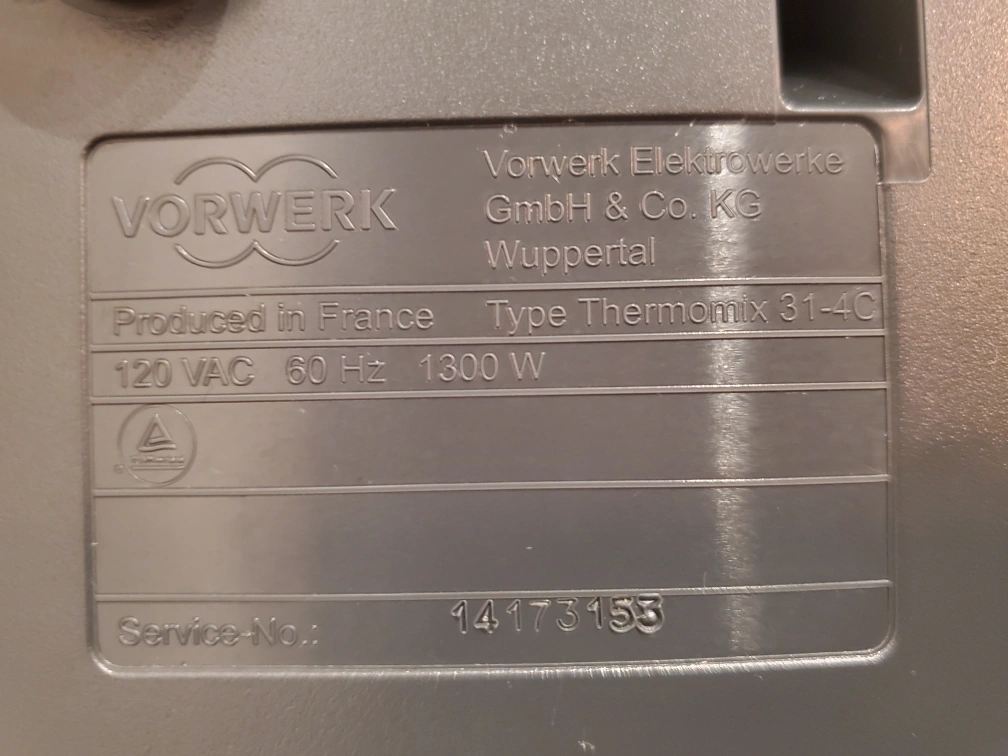 VORWERK
Vorwerk Elektrowerke
GmbH & Co. KG
Wuppertal
Produced in France Type Thermomix 31-4C
120 VAC 60 Hz 1300 W
Service-No.: 14173153